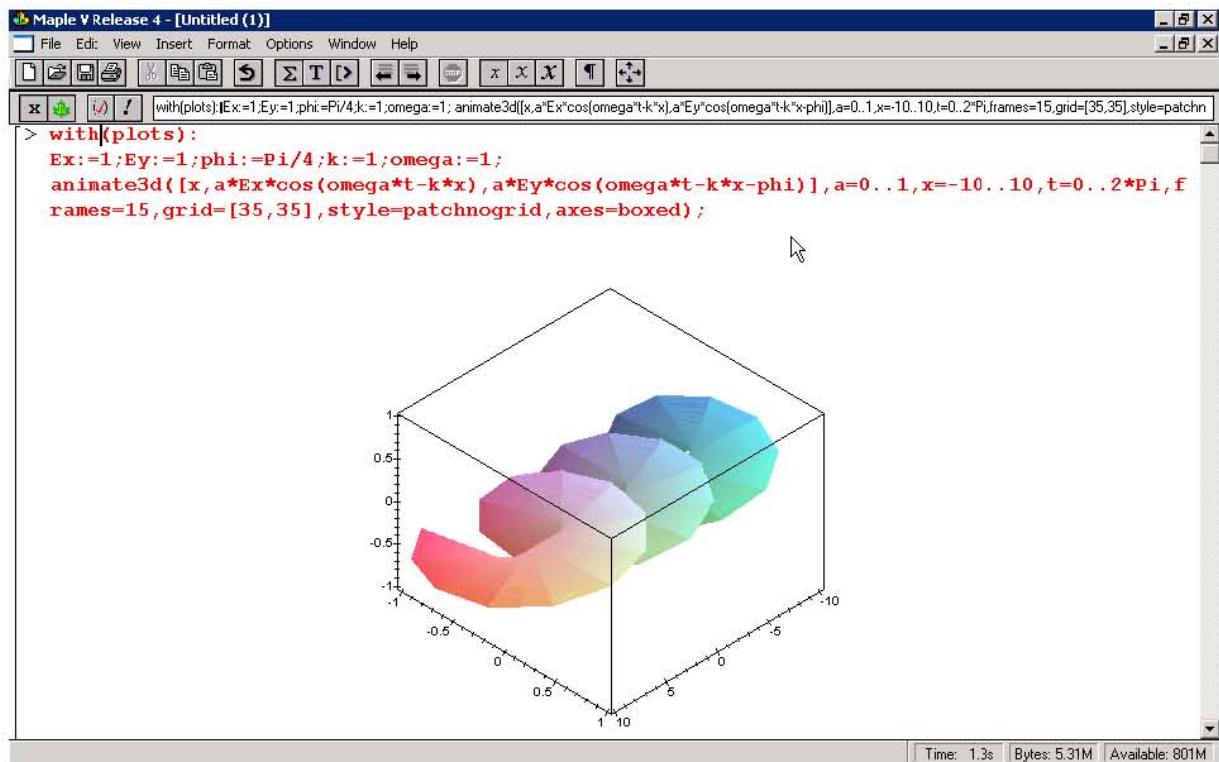 Maple V Release 4 - [Untitled (1)]
File Edit View Insert Format Options Window Help
Σ T [> STOP x x x ¶
x (.) ! with(plots):Ex:=1;Ey:=1;phi:=Pi/4;k:=1;omega:=1; animate3d([x,a*Ex*cos(omega*t-k*x),a*Ey*cos(omega*t-k*x-phi)],a=0..1,x=-10..10,t=0..2*Pi,frames=15,grid=[35,35],style=patchn
> with(plots):
Ex:=1;Ey:=1;phi:=Pi/4;k:=1;omega:=1;
animate3d([x,a*Ex*cos(omega*t-k*x),a*Ey*cos(omega*t-k*x-phi)],a=0..1,x=-10..10,t=0..2*Pi,f
rames=15,grid=[35,35],style=patchnogrid,axes=boxed);
1
0.5
0
-0.5
-1
-1 -10
-0.5 -5
0 0
0.5 5
1 10
Time: 1.3s Bytes: 5.31M Available: 801M